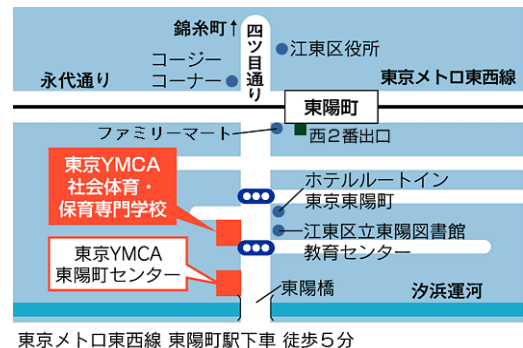 錦糸町↑
四ツ目通り
江東区役所
コージー
コーナー
永代通り
東京メトロ東西線
東陽町
ファミリーマート
西2番出口
東京YMCA
社会体育・
保育専門学校
ホテルルートイン
東京東陽町
江東区立東陽図書館
教育センター
東京YMCA
東陽町センター
東陽橋
汐浜運河
東京メトロ東西線 東陽町駅下車 徒歩5分